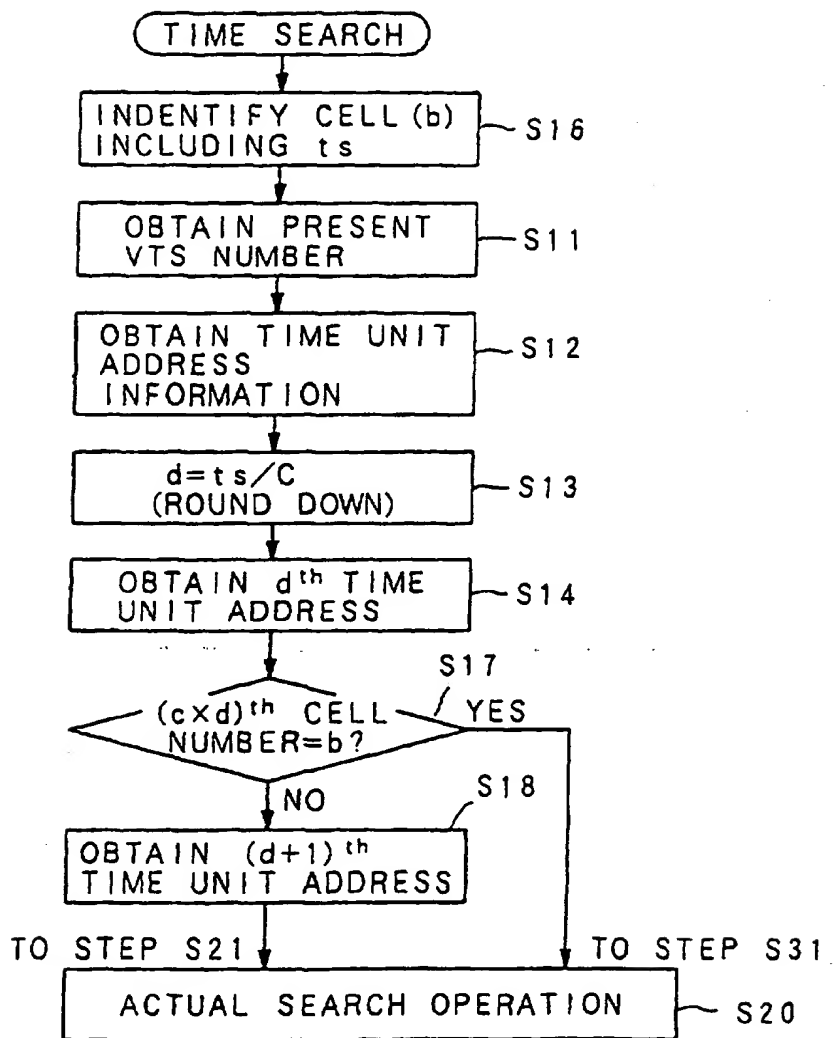 TIME SEARCH
INDENTIFY CELL (b)
INCLUDING ts
S16
OBTAIN PRESENT
VTS NUMBER
S11
OBTAIN TIME UNIT
ADDRESS
INFORMATION
S12
d=ts/C
(ROUND DOWN)
S13
OBTAIN dth TIME
UNIT ADDRESS
S14
S17
(c×d)th CELL
NUMBER=b?
YES
NO
S18
OBTAIN (d+1)th
TIME UNIT ADDRESS
TO STEP S21
TO STEP S31
ACTUAL SEARCH OPERATION
S20